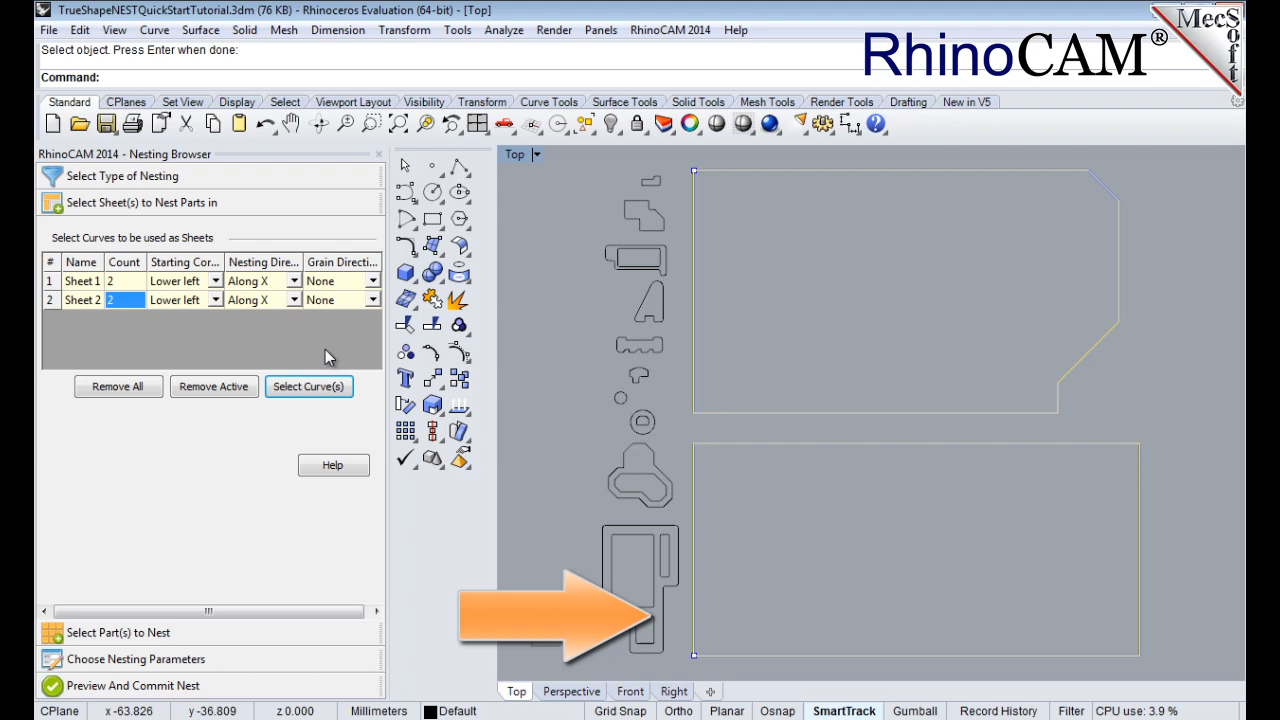 TrueShapeNESTQuickStartTutorial.3dm (76 KB) - Rhinoceros Evaluation (64-bit) - [Top]
File Edit View Curve Surface Solid Mesh Dimension Transform Tools Analyze Render Panels RhinoCAM 2014 Help
Select object. Press Enter when done:
Command:
RhinoCAM®
MecSoft
Standard CPlanes Set View Display Select Viewport Layout Visibility Transform Curve Tools Surface Tools Solid Tools Mesh Tools Render Tools Drafting New in V5
RhinoCAM 2014 - Nesting Browser
Select Type of Nesting
Select Sheet(s) to Nest Parts in
Select Curves to be used as Sheets
# Name Count Starting Cor... Nesting Dire... Grain Directi...
1 Sheet 1 2 Lower left Along X None
2 Sheet 2 2 Lower left Along X None
Remove All Remove Active Select Curve(s)
Help
Select Part(s) to Nest
Choose Nesting Parameters
Preview And Commit Nest
Top
Top Perspective Front Right
CPlane x -63.826 y -36.809 z 0.000 Millimeters Default Grid Snap Ortho Planar Osnap SmartTrack Gumball Record History Filter CPU use: 3.9 %